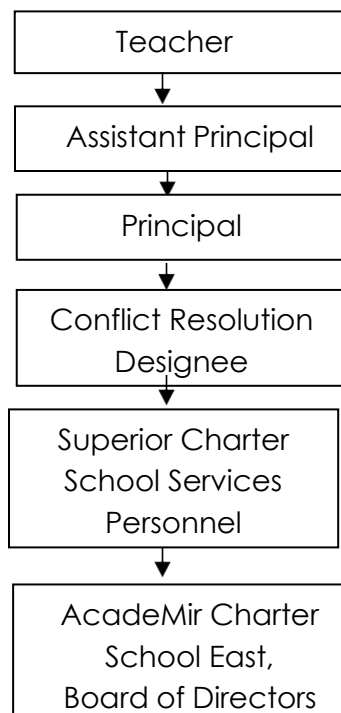 Teacher
Assistant Principal
Principal
Conflict Resolution
Designee
Superior Charter
School Services
Personnel
AcadeMir Charter
School East,
Board of Directors